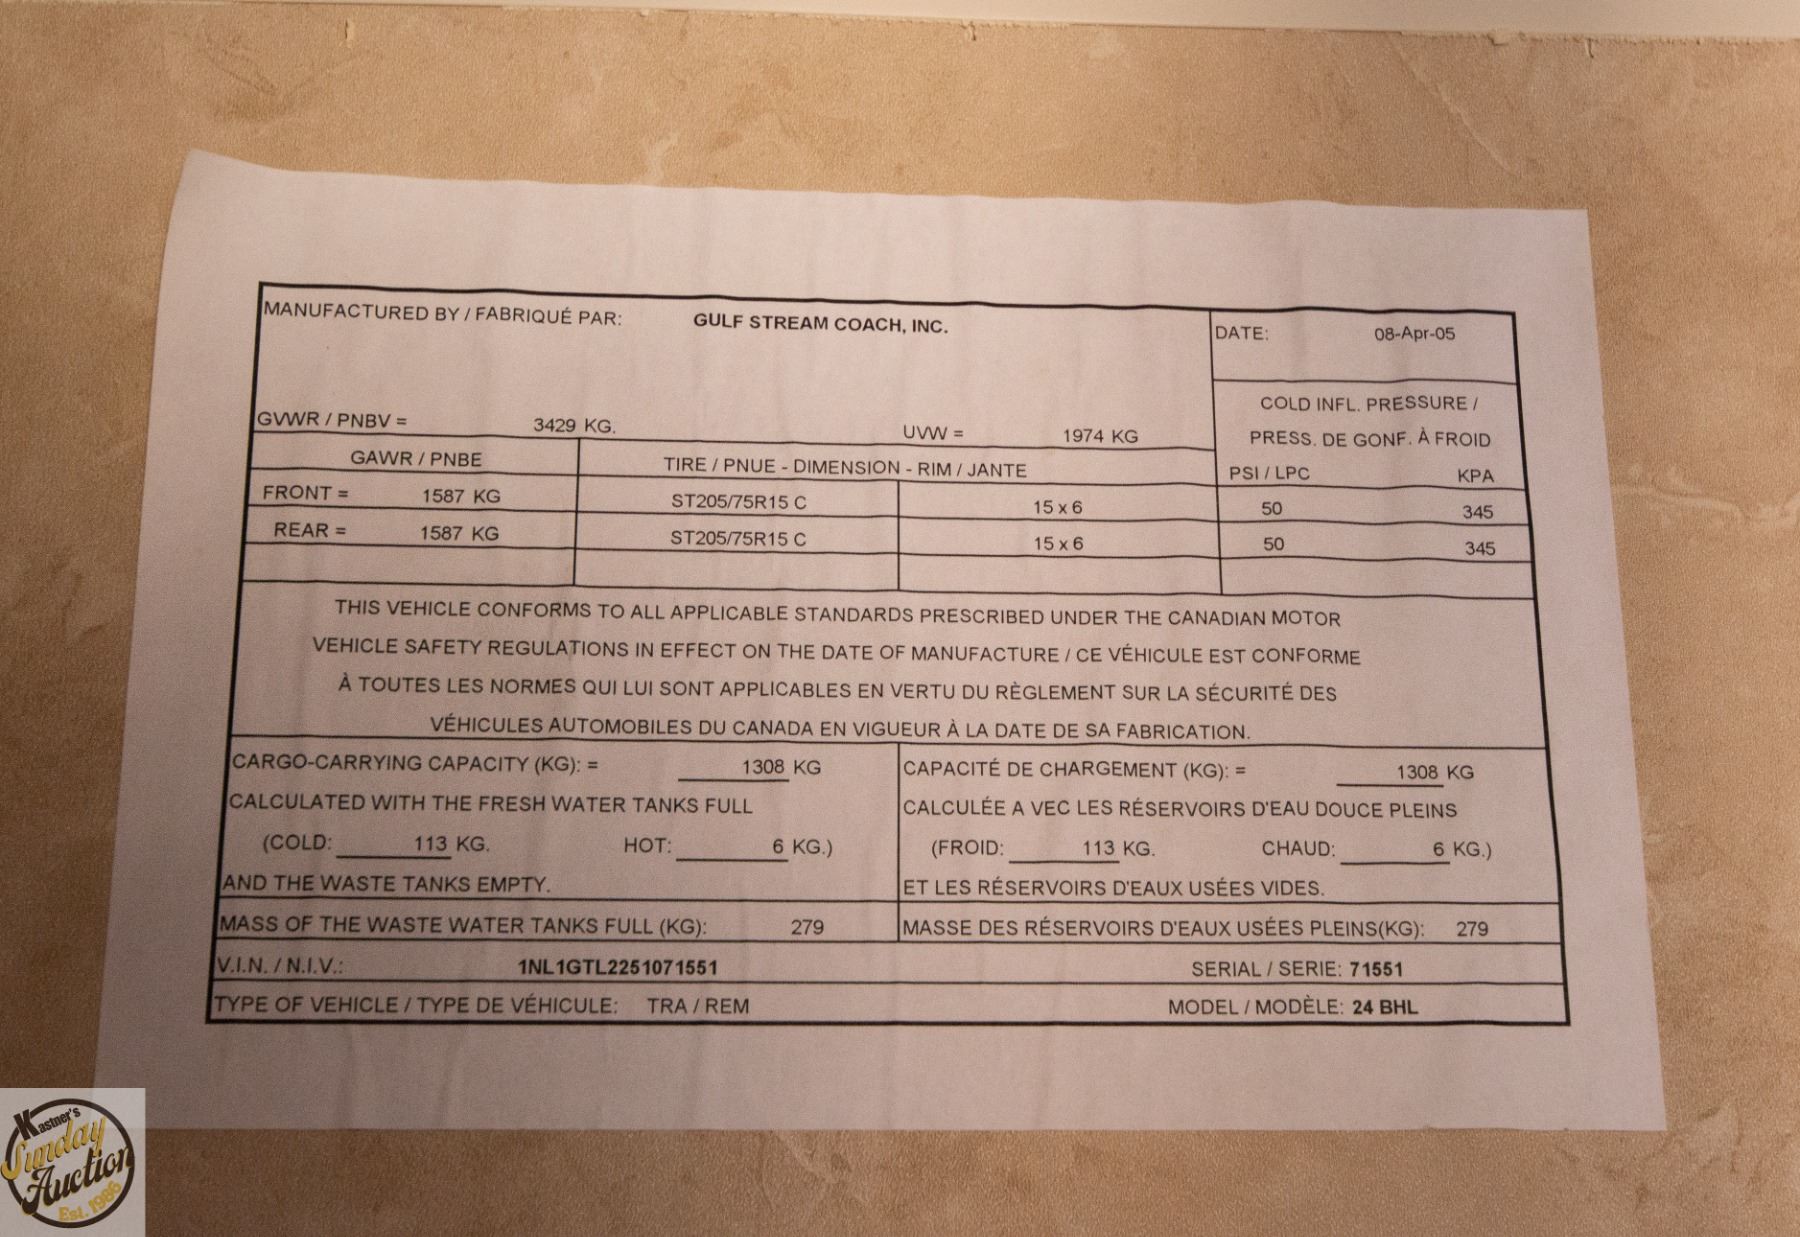 MANUFACTURED BY / FABRIQUÉ PAR: GULF STREAM COACH, INC. DATE: 08-Apr-05
COLD INFL. PRESSURE /
GVWR / PNBV = 3429 KG. UVW = 1974 KG PRESS. DE GONF. À FROID
GAWR / PNBE TIRE / PNUE - DIMENSION - RIM / JANTE PSI / LPC KPA
FRONT = 1587 KG ST205/75R15 C 15 x 6 50 345
REAR = 1587 KG ST205/75R15 C 15 x 6 50 345
THIS VEHICLE CONFORMS TO ALL APPLICABLE STANDARDS PRESCRIBED UNDER THE CANADIAN MOTOR
VEHICLE SAFETY REGULATIONS IN EFFECT ON THE DATE OF MANUFACTURE / CE VÉHICULE EST CONFORME
À TOUTES LES NORMES QUI LUI SONT APPLICABLES EN VERTU DU RÈGLEMENT SUR LA SÉCURITÉ DES
VÉHICULES AUTOMOBILES DU CANADA EN VIGUEUR À LA DATE DE SA FABRICATION.
CARGO-CARRYING CAPACITY (KG): = 1308 KG CAPACITÉ DE CHARGEMENT (KG): = 1308 KG
CALCULATED WITH THE FRESH WATER TANKS FULL CALCULÉE A VEC LES RÉSERVOIRS D'EAU DOUCE PLEINS
(COLD: 113 KG. HOT: 6 KG.) (FROID: 113 KG. CHAUD: 6 KG.)
AND THE WASTE TANKS EMPTY. ET LES RÉSERVOIRS D'EAUX USÉES VIDES.
MASS OF THE WASTE WATER TANKS FULL (KG): 279 MASSE DES RÉSERVOIRS D'EAUX USÉES PLEINS(KG): 279
V.I.N. / N.I.V.: 1NL1GTL2251071551 SERIAL / SERIE: 71551
TYPE OF VEHICLE / TYPE DE VÉHICULE: TRA / REM MODEL / MODÈLE: 24 BHL
Kastner's
Sunday
Auction
Est. 1986